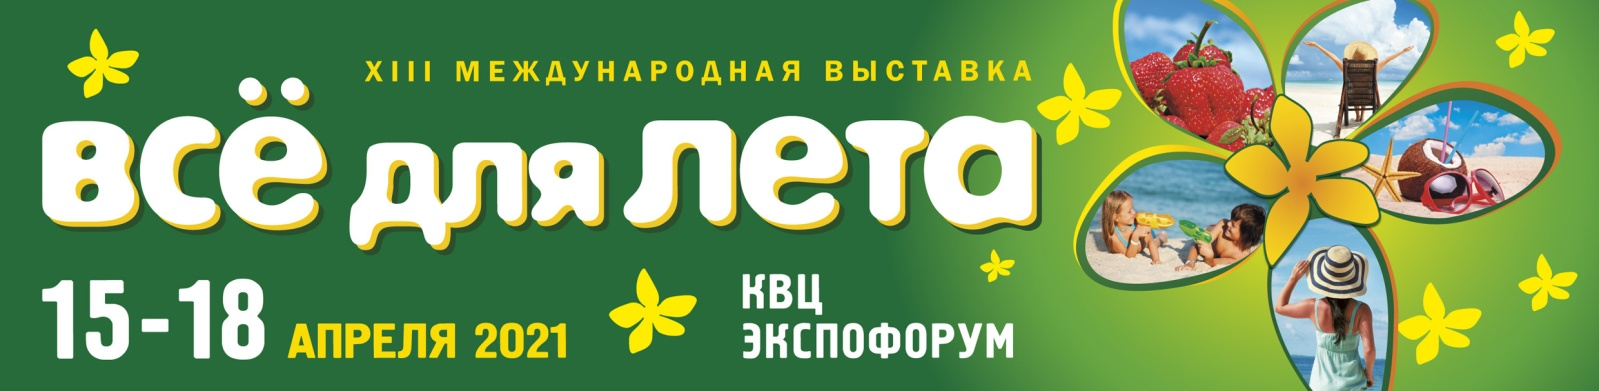 XIII МЕЖДУНАРОДНАЯ ВЫСТАВКА
ВСЁ ДЛЯ ЛЕТА
15-18 АПРЕЛЯ 2021
КВЦ
ЭКСПОФОРУМ